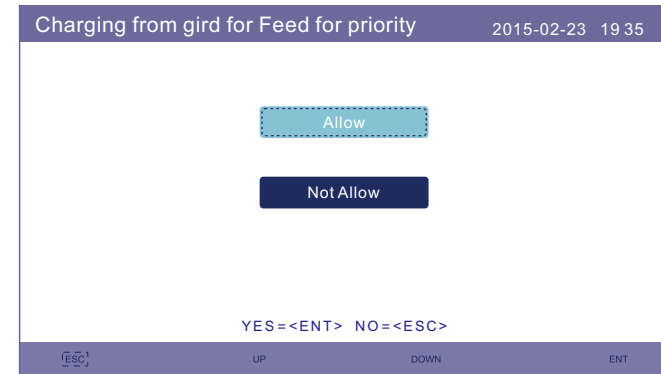 Charging from gird for Feed for priority 2015-02-23 19 35
Allow
Not Allow
YES=<ENT> NO=<ESC>
ESC UP DOWN ENT